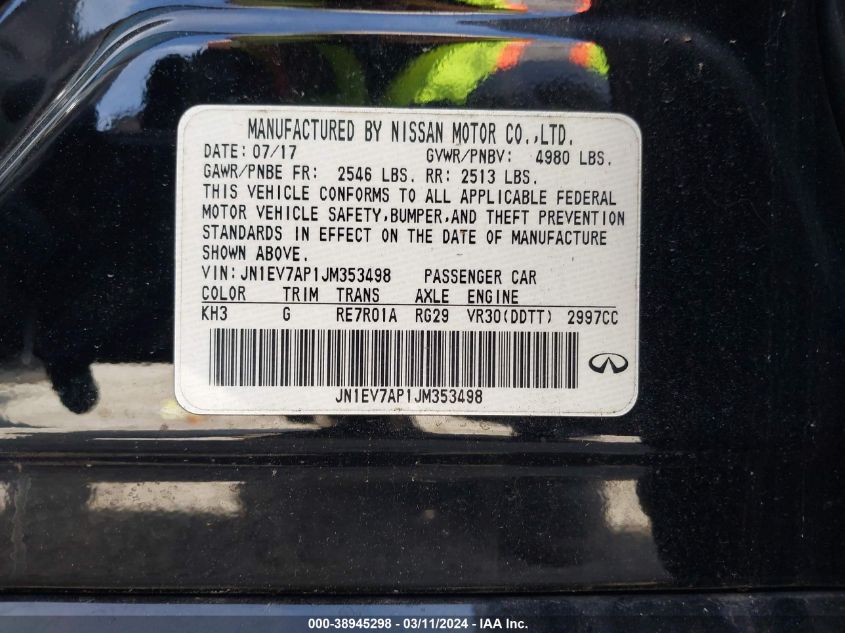 MANUFACTURED BY NISSAN MOTOR CO.,LTD.
DATE: 07/17 GVWR/PNBV: 4980 LBS.
GAWR/PNBE FR: 2546 LBS. RR: 2513 LBS.
THIS VEHICLE CONFORMS TO ALL APPLICABLE FEDERAL
MOTOR VEHICLE SAFETY,BUMPER,AND THEFT PREVENTION
STANDARDS IN EFFECT ON THE DATE OF MANUFACTURE
SHOWN ABOVE.
VIN:JN1EV7AP1JM353498 PASSENGER CAR
COLOR TRIM TRANS AXLE ENGINE
KH3 G RE7R01A RG29 VR30(DDTT) 2997CC
JN1EV7AP1JM353498
000-38945298 - 03/11/2024 - - -US-TX-HOUSTON.